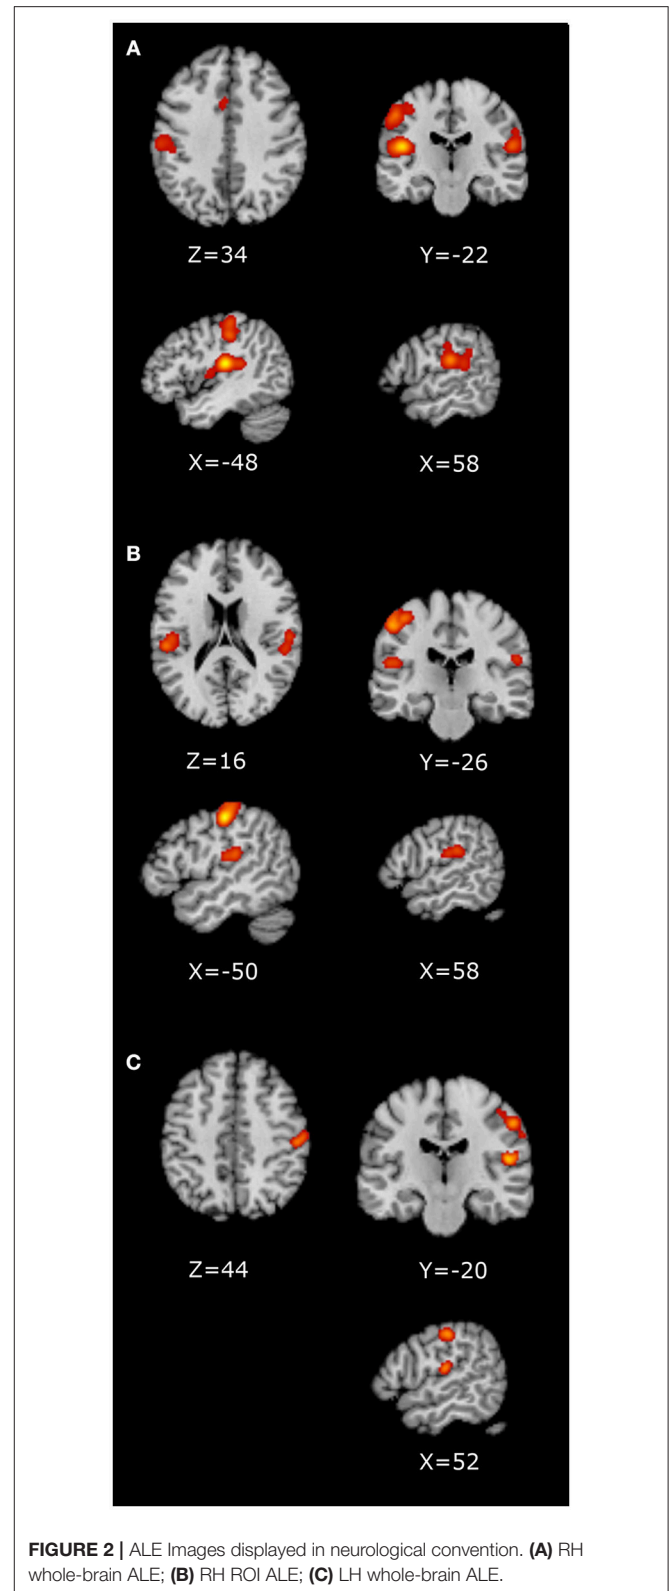 A
Z=34
Y=-22
X=-48
X=58
B
Z=16
Y=-26
X=-50
X=58
C
Z=44
Y=-20
X=52
FIGURE 2 | ALE Images displayed in neurological convention. (A) RH
whole-brain ALE; (B) RH ROI ALE; (C) LH whole-brain ALE.